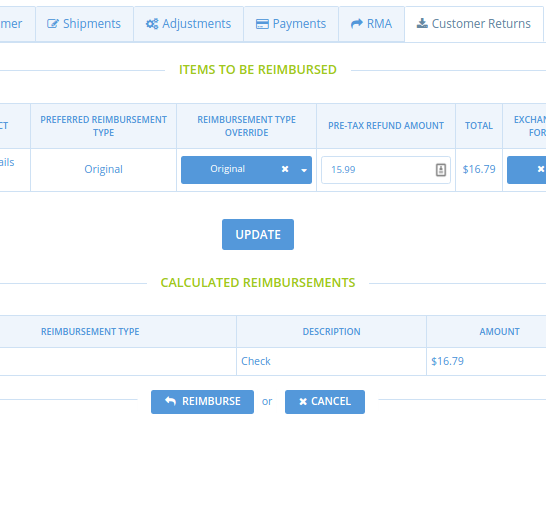 mer Shipments Adjustments Payments RMA Customer Returns
ITEMS TO BE REIMBURSED
CT PREFERRED REIMBURSEMENT TYPE REIMBURSEMENT TYPE OVERRIDE PRE-TAX REFUND AMOUNT TOTAL EXCHAN FOR
ails Original Original 15.99 $16.79
UPDATE
CALCULATED REIMBURSEMENTS
REIMBURSEMENT TYPE DESCRIPTION AMOUNT
Check $16.79
REIMBURSE or CANCEL